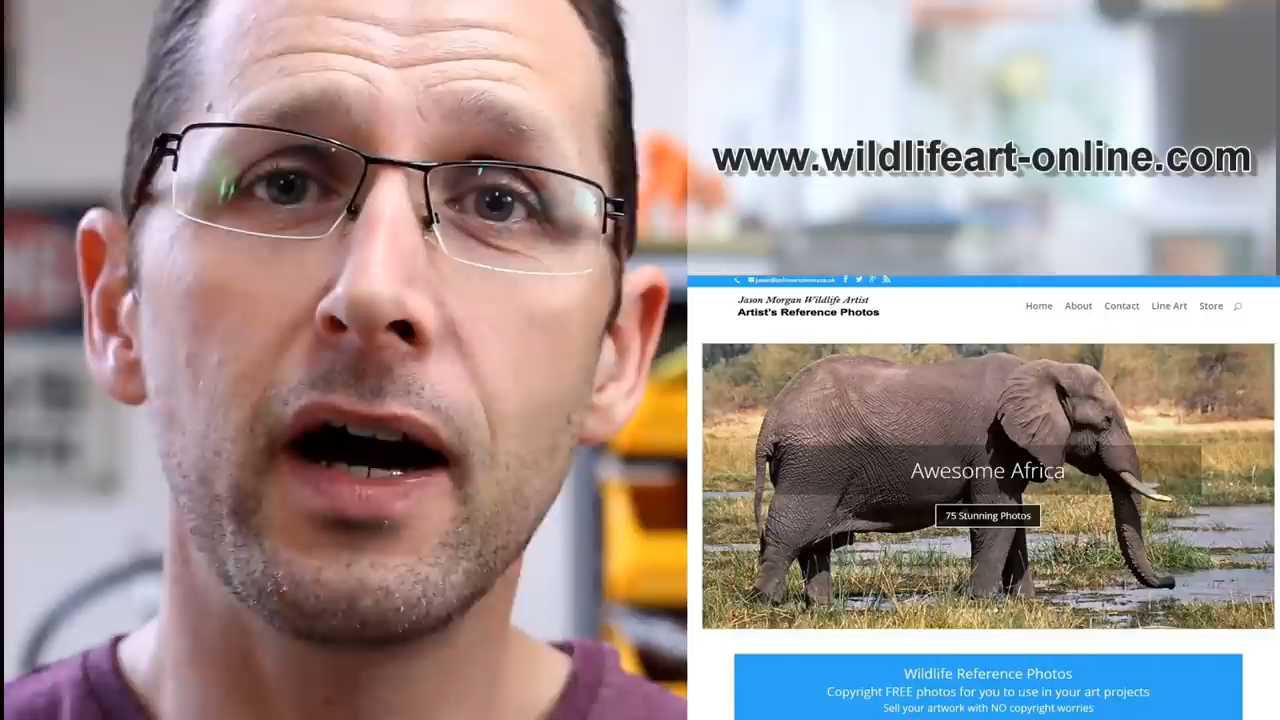 www.wildlifeart-online.com
Jason Morgan Wildlife Artist
Artist's Reference Photos
Home About Contact Line Art Store
Awesome Africa
75 Stunning Photos
Wildlife Reference Photos
Copyright FREE photos for you to use in your art projects
Sell your artwork with NO copyright worries